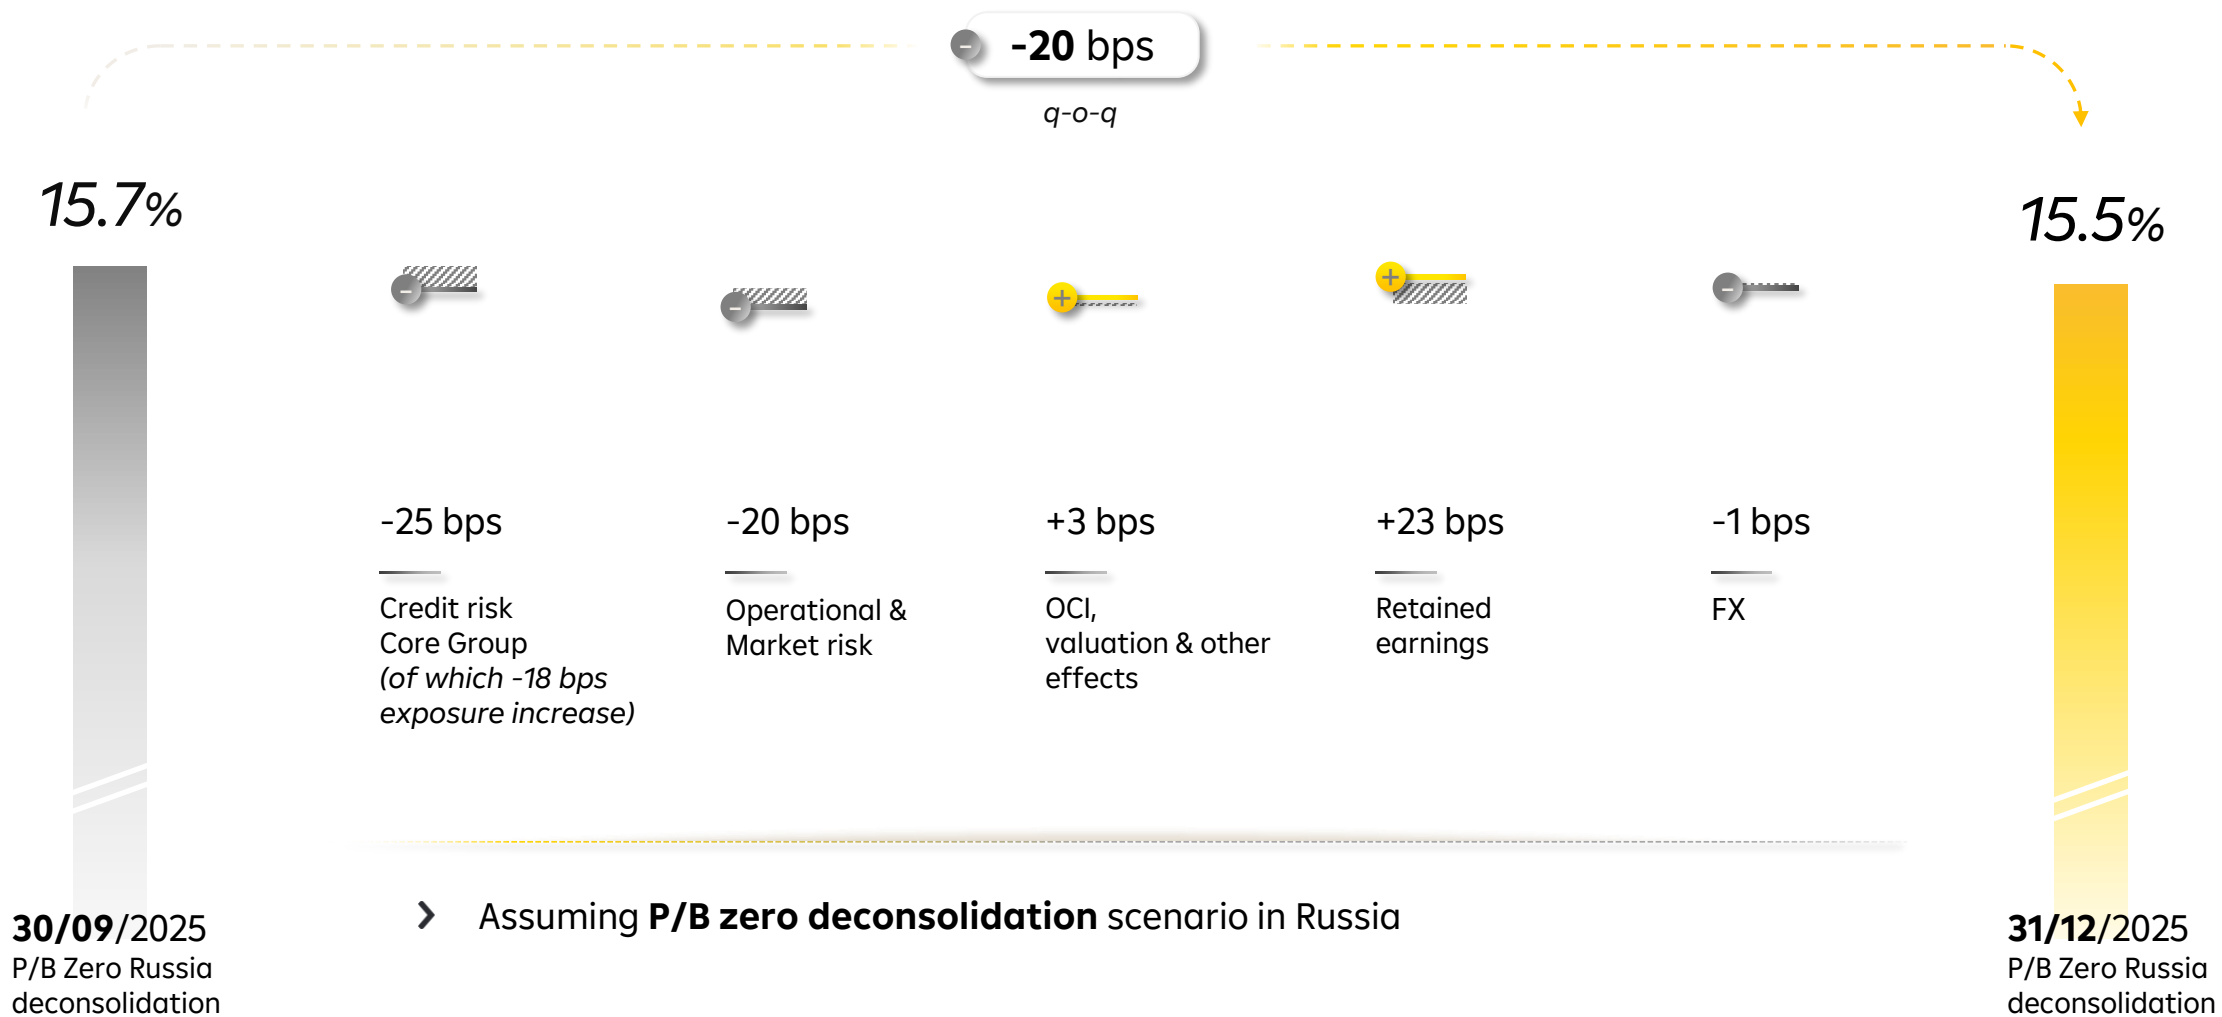 -20 bps
q-o-q
15.7%
15.5%
-25 bps
Credit risk
Core Group
(of which -18 bps
exposure increase)
-20 bps
Operational &
Market risk
+3 bps
OCI,
valuation & other
effects
+23 bps
Retained
earnings
-1 bps
FX
Assuming P/B zero deconsolidation scenario in Russia
30/09/2025
P/B Zero Russia
deconsolidation
31/12/2025
P/B Zero Russia
deconsolidation